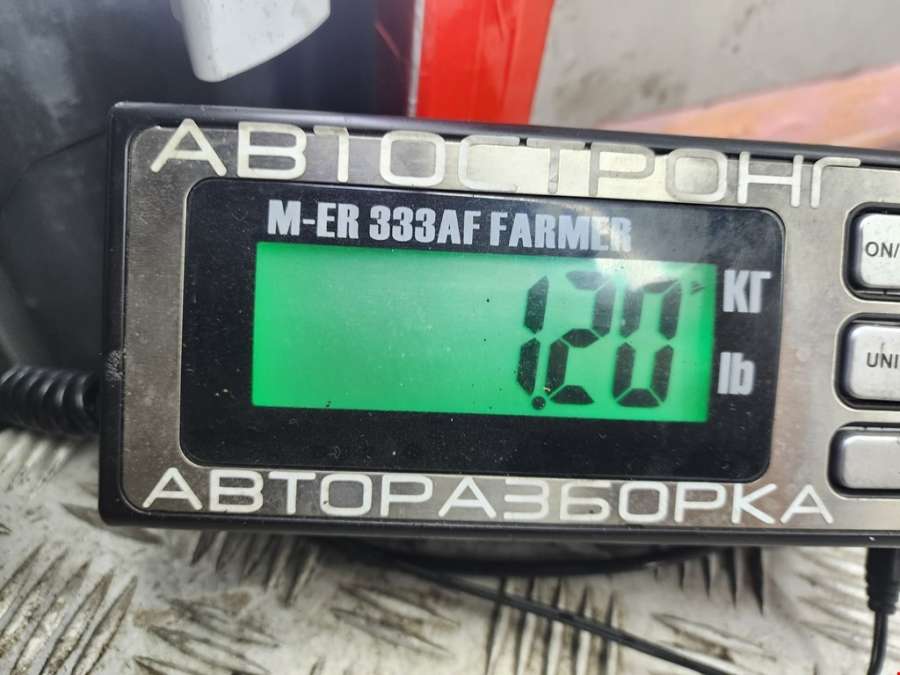 АВТОСТРОНГ
M-ER 333AF FARMER
1.20
КГ
lb
ON/
UNI
АВТОРАЗБОРКА